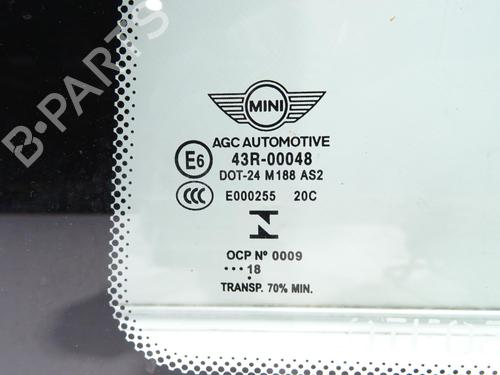 B-PARTS
MINI
AGC AUTOMOTIVE
E6 43R-00048
DOT-24 M188 AS2
CCC E000255 20C
N
OCP Nº 0009
•••18
•
TRANSP. 70% MIN.